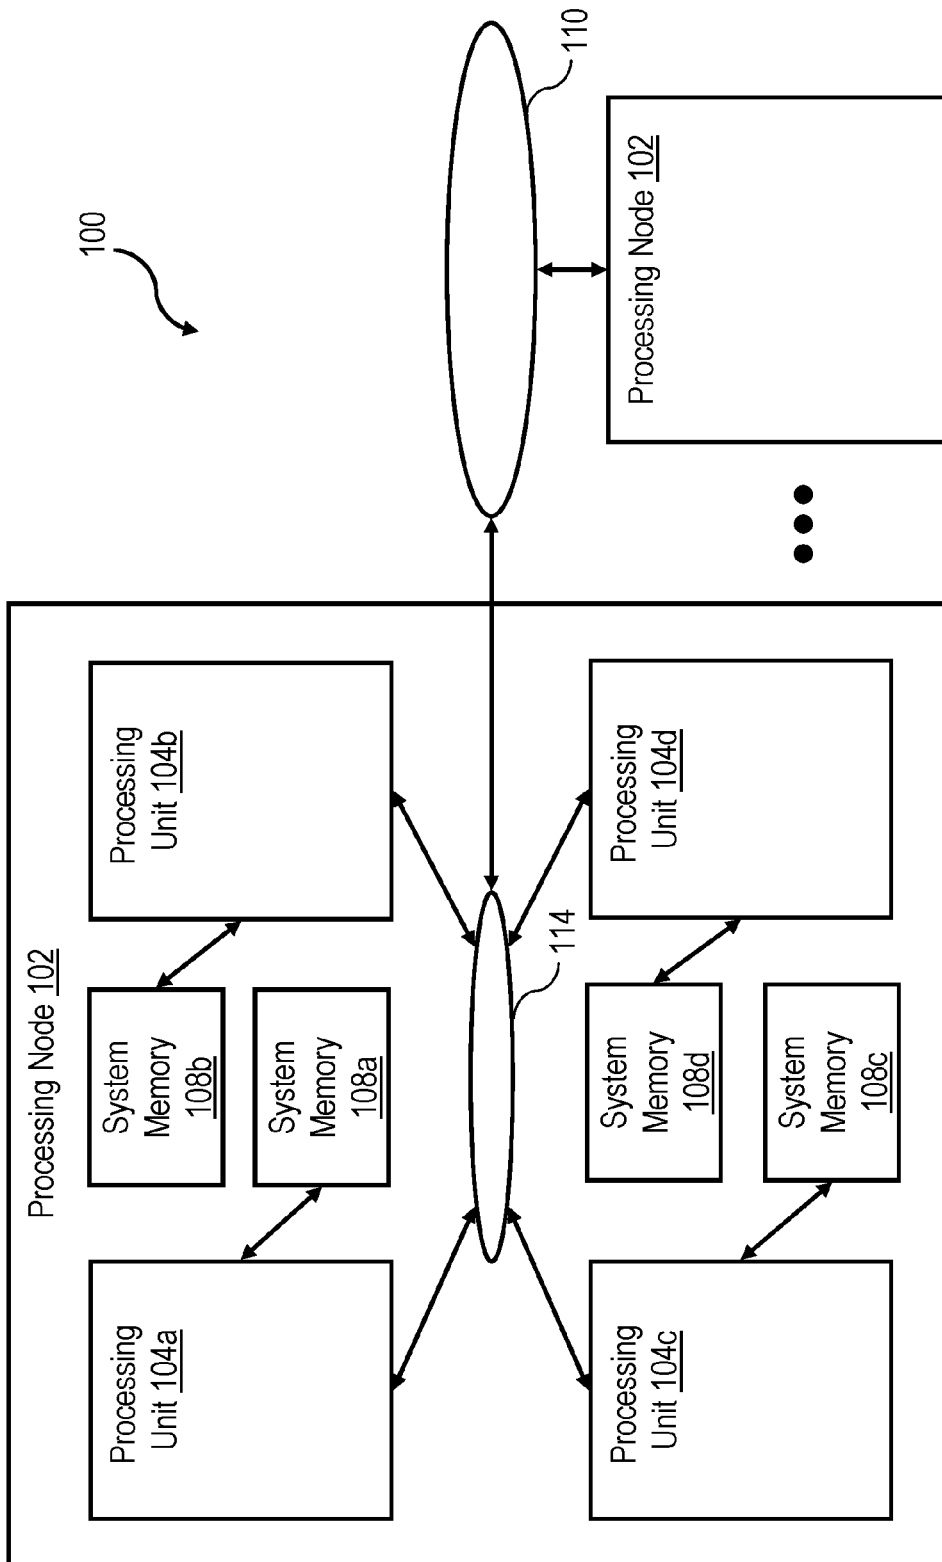 100
Processing Node 102
Processing
Unit 104a
System
Memory
108b
System
Memory
108a
Processing
Unit 104b
114
110
Processing
Unit 104c
System
Memory
108d
System
Memory
108c
Processing
Unit 104d
Processing Node 102